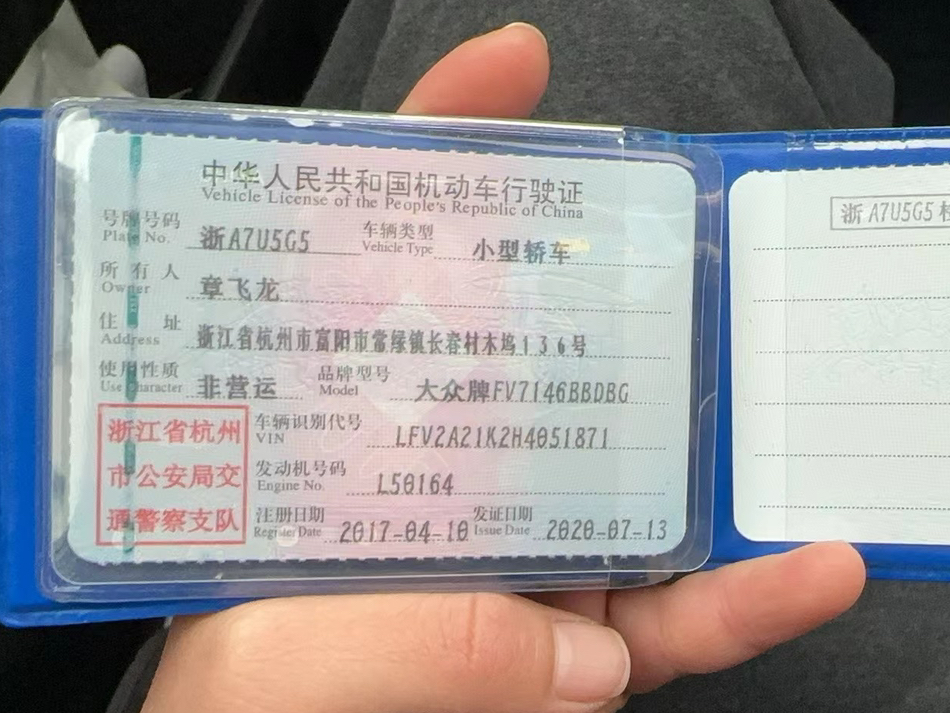 中华人民共和国机动车行驶证
Vehicle License of the People's Republic of China
号牌号码 浙A7U5G5 车辆类型 小型轿车
Plate No. Vehicle Type
所有人 章飞龙
Owner
住址 浙江省杭州市富阳市常绿镇长春村木坞136号
Address
使用性质 非营运 品牌型号 大众牌FV7146BBDBG
Use Character Model
浙江省杭州
市公安局交
通警察支队
车辆识别代号 LFV2A21K2H4051871
VIN
发动机号码 L50164
Engine No.
注册日期 2017-04-10 发证日期 2020-07-13
Register Date Issue Date
浙A7U5G5